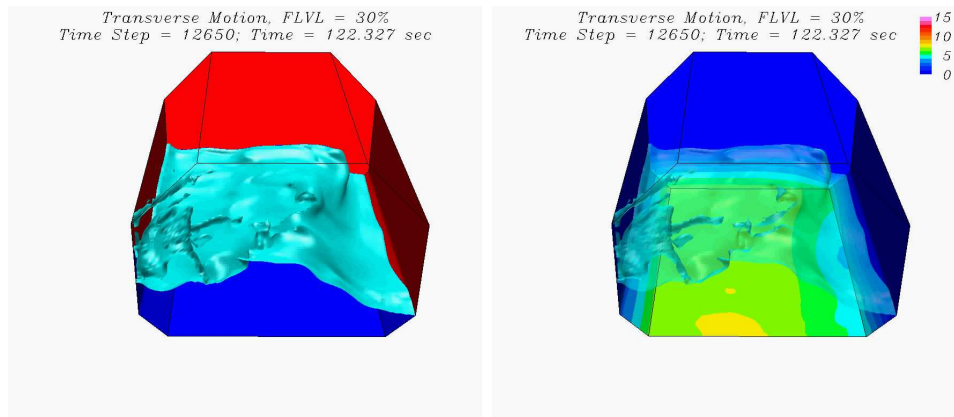 Transverse Motion, FLVL = 30%
Time Step = 12650; Time = 122.327 sec
Transverse Motion, FLVL = 30%
Time Step = 12650; Time = 122.327 sec
15
10
5
0